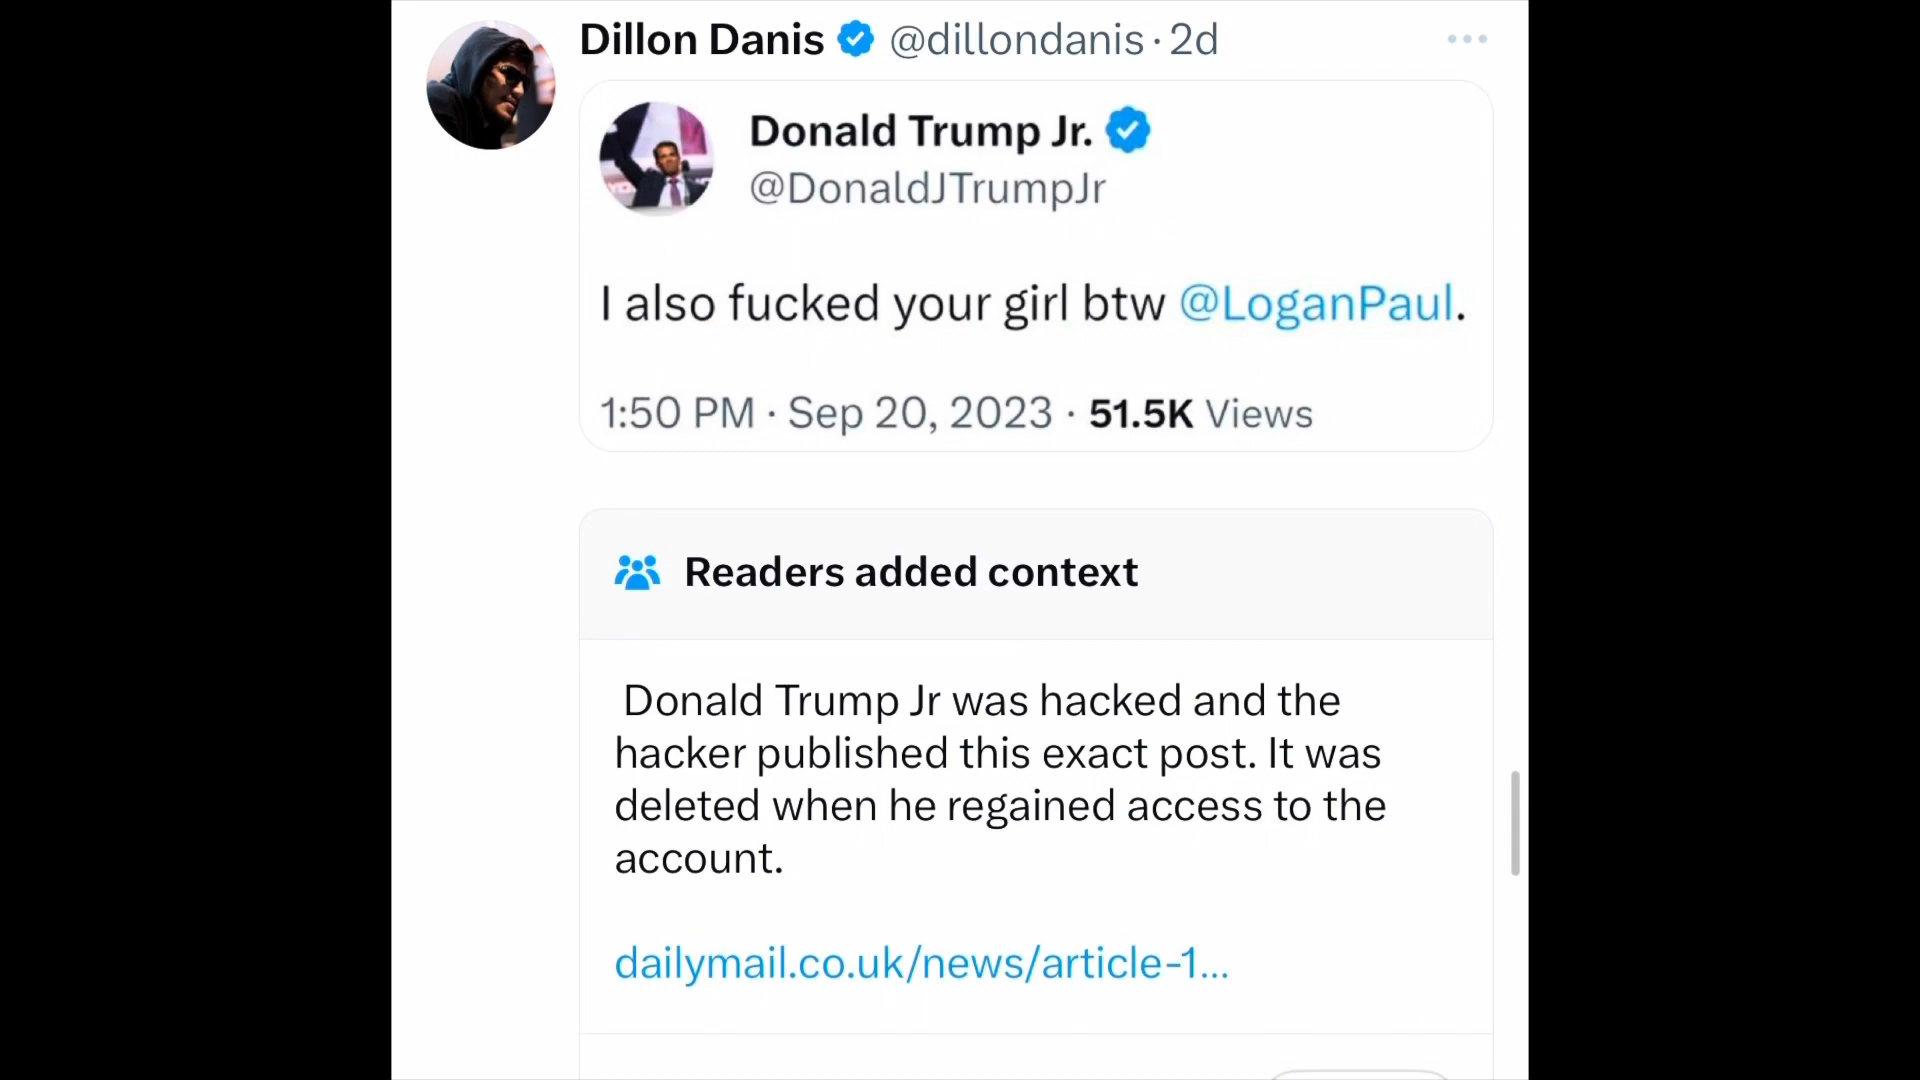 Dillon Danis @dillondanis · 2d
Donald Trump Jr.
@DonaldJTrumpJr
I also fucked your girl btw @LoganPaul.
1:50 PM · Sep 20, 2023 · 51.5K Views
Readers added context
Donald Trump Jr was hacked and the
hacker published this exact post. It was
deleted when he regained access to the
account.
dailymail.co.uk/news/article-1...